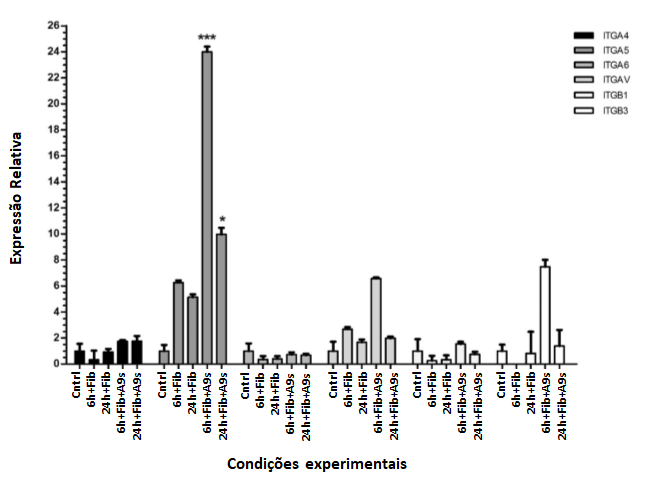 Expressão Relativa
26
24
22
20
18
16
14
12
10
8
6
4
2
0
***
*
ITGA4
ITGA5
ITGA6
ITGAV
ITGB1
ITGB3
Cntrl
6h+Fib
24h+Fib
6h+Fib+A9s
24h+Fib+A9s
Cntrl
6h+Fib
24h+Fib
6h+Fib+A9s
24h+Fib+A9s
Cntrl
6h+Fib
24h+Fib
6h+Fib+A9s
24h+Fib+A9s
Cntrl
6h+Fib
24h+Fib
6h+Fib+A9s
24h+Fib+A9s
Cntrl
6h+Fib
24h+Fib
6h+Fib+A9s
24h+Fib+A9s
Cntrl
6h+Fib
24h+Fib
6h+Fib+A9s
24h+Fib+A9s
Condições experimentais